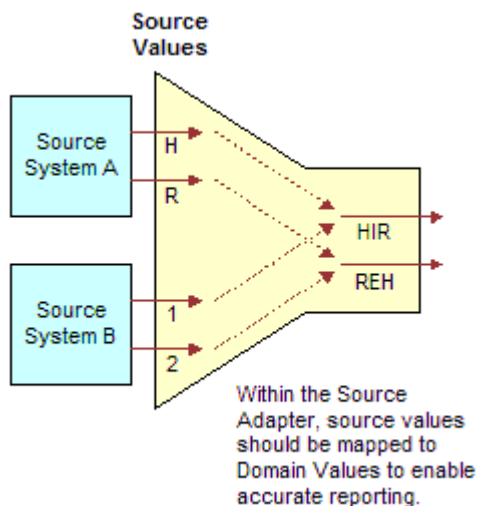 Source
Values
Source
System A
H
R
HIR
REH
Source
System B
1
2
Within the Source
Adapter, source values
should be mapped to
Domain Values to enable
accurate reporting.